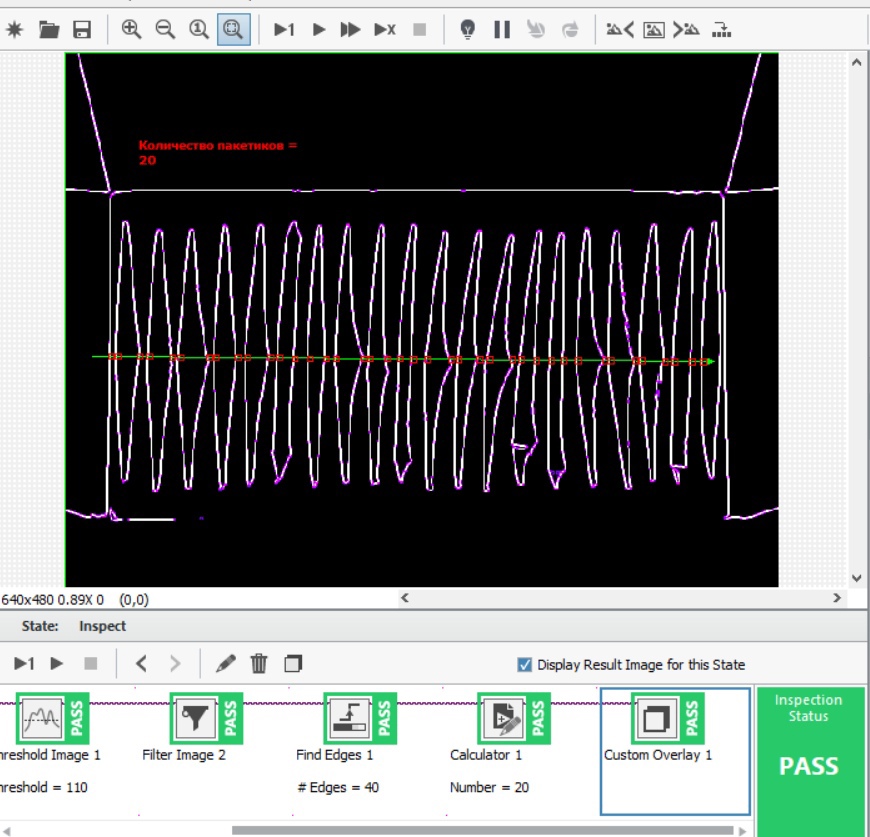 1
▶1
▶x
Количество пакетиков =
20
640x480 0.89X 0 (0,0)
State: Inspect
▶1
Display Result Image for this State
PASS
PASS
PASS
PASS
PASS
Inspection
Status
PASS
hreshold Image 1
Filter Image 2
Find Edges 1
Calculator 1
Custom Overlay 1
hreshold = 110
# Edges = 40
Number = 20